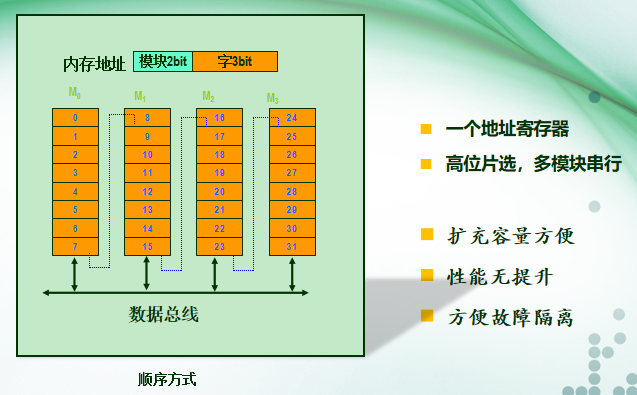 内存地址 模块2bit 字3bit
M0 M1 M2 M3
0 8 16 24
1 9 17 25
2 10 18 26
3 11 19 27
4 12 20 28
5 13 21 29
6 14 22 30
7 15 23 31
数据总线
顺序方式
一个地址寄存器
高位片选，多模块串行
扩充容量方便
性能无提升
方便故障隔离